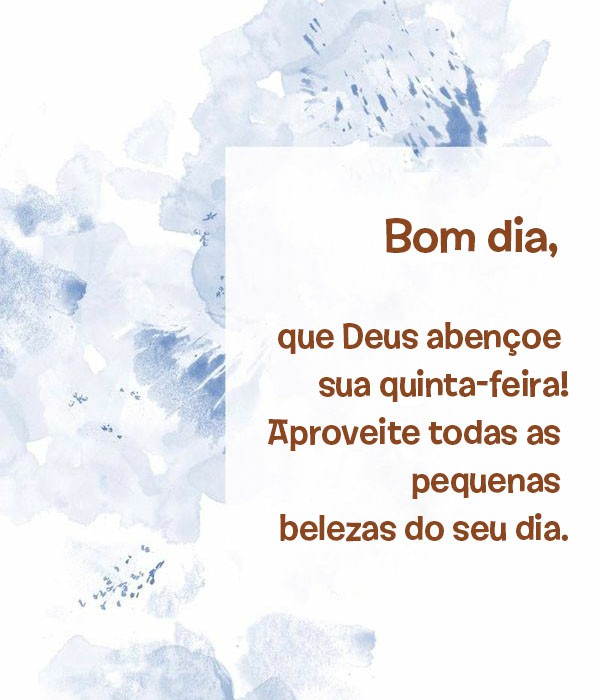 Bom dia,
que Deus abençoe
sua quinta-feira!
Aproveite todas as
pequenas
belezas do seu dia.